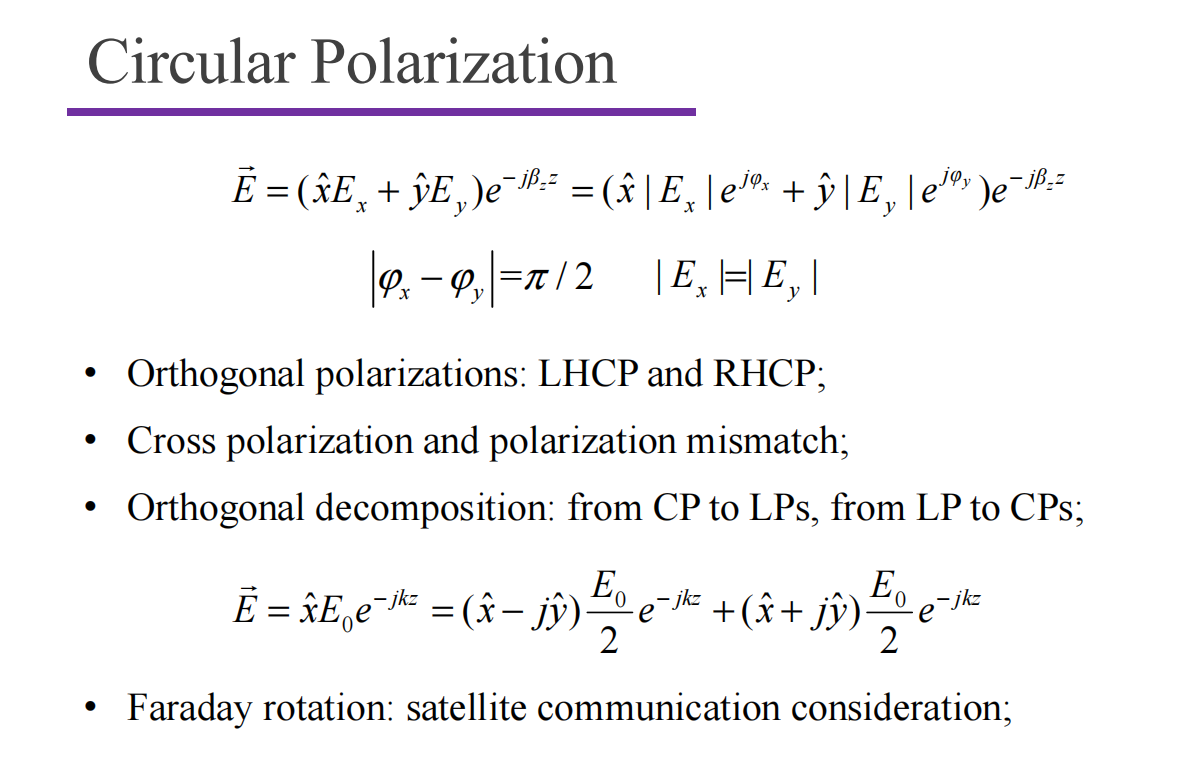 Circular Polarization
$\vec{E} = (\hat{x}E_x + \hat{y}E_y)e^{-j\beta_z z} = (\hat{x}|E_x|e^{j\varphi_x} + \hat{y}|E_y|e^{j\varphi_y})e^{-j\beta_z z}$
$|\varphi_x - \varphi_y| = \pi/2 \quad |E_x| = |E_y|$
• Orthogonal polarizations: LHCP and RHCP;
• Cross polarization and polarization mismatch;
• Orthogonal decomposition: from CP to LPs, from LP to CPs;
$\vec{E} = \hat{x}E_0e^{-jkz} = (\hat{x} - j\hat{y})\frac{E_0}{2}e^{-jkz} + (\hat{x} + j\hat{y})\frac{E_0}{2}e^{-jkz}$
• Faraday rotation: satellite communication consideration;